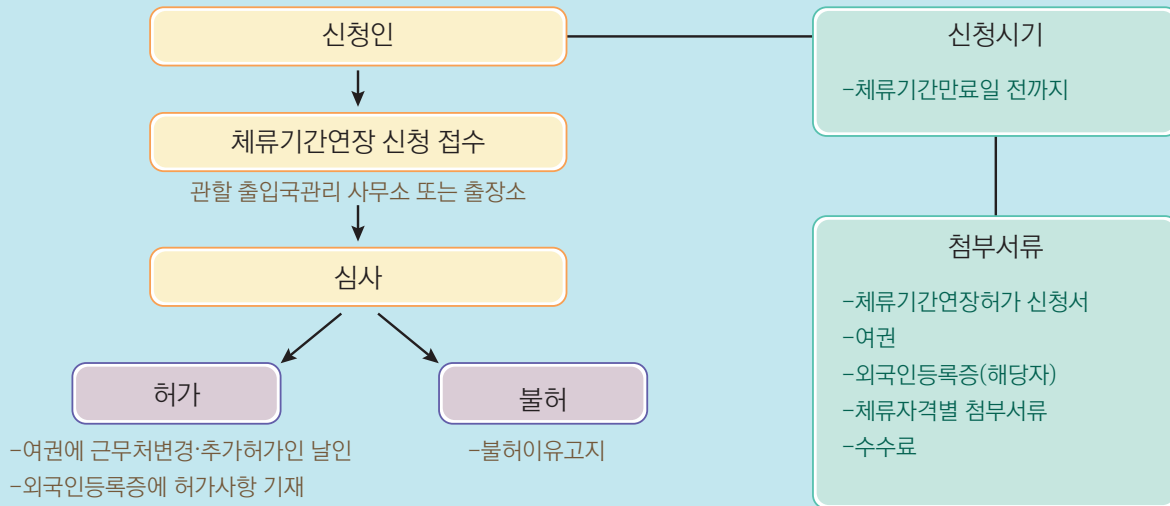 신청인
체류기간연장 신청 접수
관할 출입국관리 사무소 또는 출장소
심사
허가
-여권에 근무처변경·추가허가인 날인
-외국인등록증에 허가사항 기재
불허
-불허이유고지
신청시기
-체류기간만료일 전까지
첨부서류
-체류기간연장허가 신청서
-여권
-외국인등록증(해당자)
-체류자격별 첨부서류
-수수료